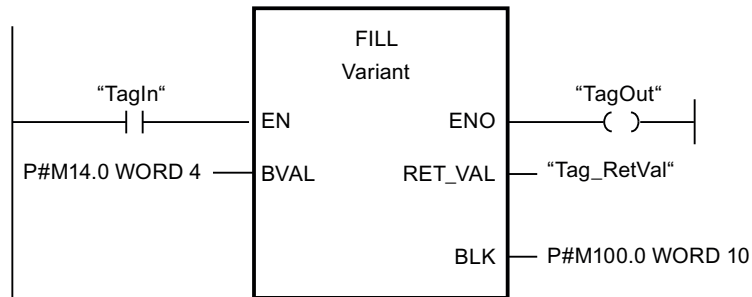 FILL
Variant
“TagIn“
“TagOut“
EN
ENO
P#M14.0 WORD 4
BVAL
RET_VAL
“Tag_RetVal“
BLK
P#M100.0 WORD 10